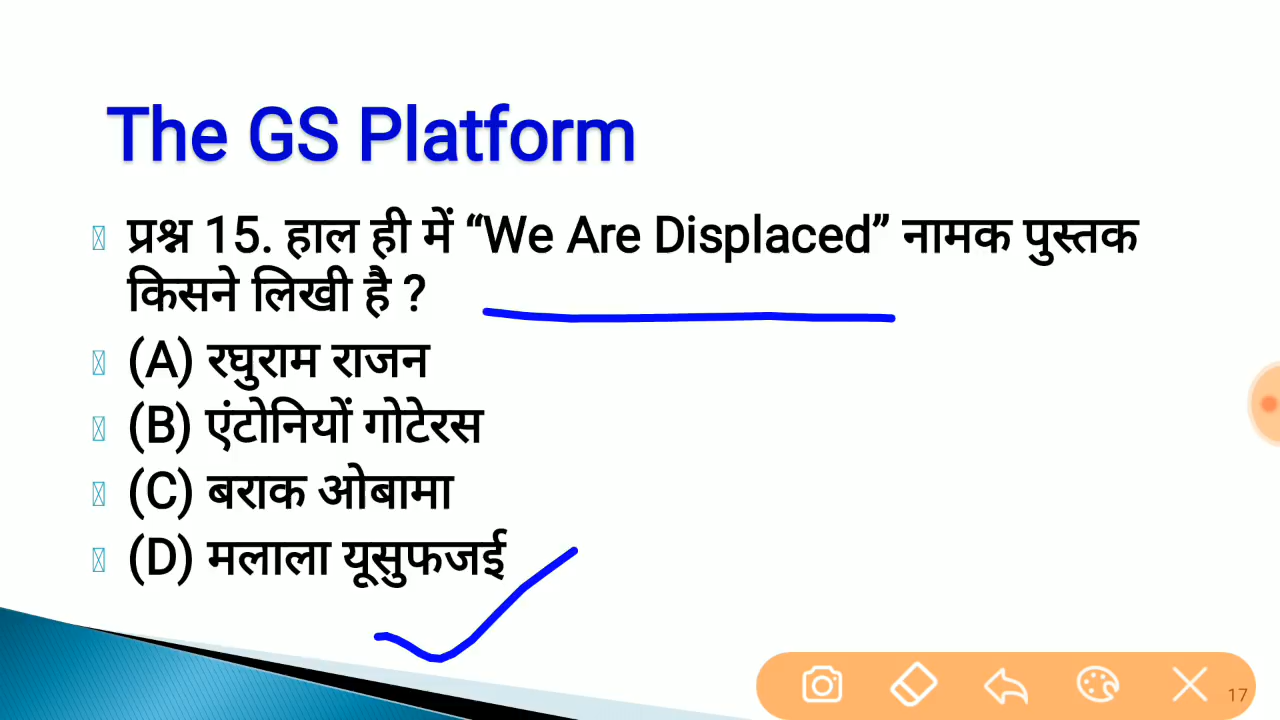 The GS Platform
प्रश्न 15. हाल ही में “We Are Displaced” नामक पुस्तक
किसने लिखी है ?
(A) रघुराम राजन
(B) एंटोनियों गोटेरस
(C) बराक ओबामा
(D) मलाला यूसुफजई
17